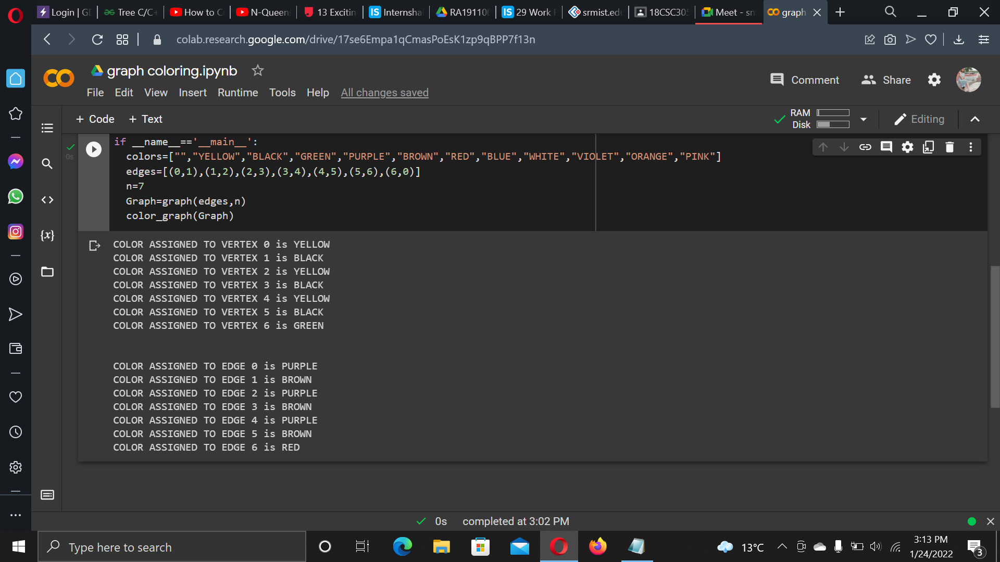 Login | G
Tree C/C+
How to C
N-Queen
13 Excitin
IS Internsha
RA191100
IS 29 Work
srmist.ed
18CSC305
Meet - sn
graph
colab.research.google.com/drive/17se6Empa1qCmasPoEsK1zp9qBPP7f13n
graph coloring.ipynb
Comment
Share
File Edit View Insert Runtime Tools Help All changes saved
+ Code + Text
RAM
Disk
Editing
0s
if __name__=='__main__':
colors=["","YELLOW","BLACK","GREEN","PURPLE","BROWN","RED","BLUE","WHITE","VIOLET","ORANGE","PINK"]
edges=[(0,1),(1,2),(2,3),(3,4),(4,5),(5,6),(6,0)]
n=7
Graph=graph(edges,n)
color_graph(Graph)
{x}
COLOR ASSIGNED TO VERTEX 0 is YELLOW
COLOR ASSIGNED TO VERTEX 1 is BLACK
COLOR ASSIGNED TO VERTEX 2 is YELLOW
COLOR ASSIGNED TO VERTEX 3 is BLACK
COLOR ASSIGNED TO VERTEX 4 is YELLOW
COLOR ASSIGNED TO VERTEX 5 is BLACK
COLOR ASSIGNED TO VERTEX 6 is GREEN
COLOR ASSIGNED TO EDGE 0 is PURPLE
COLOR ASSIGNED TO EDGE 1 is BROWN
COLOR ASSIGNED TO EDGE 2 is PURPLE
COLOR ASSIGNED TO EDGE 3 is BROWN
COLOR ASSIGNED TO EDGE 4 is PURPLE
COLOR ASSIGNED TO EDGE 5 is BROWN
COLOR ASSIGNED TO EDGE 6 is RED
0s completed at 3:02 PM
Type here to search
13°C
3:13 PM
1/24/2022
3